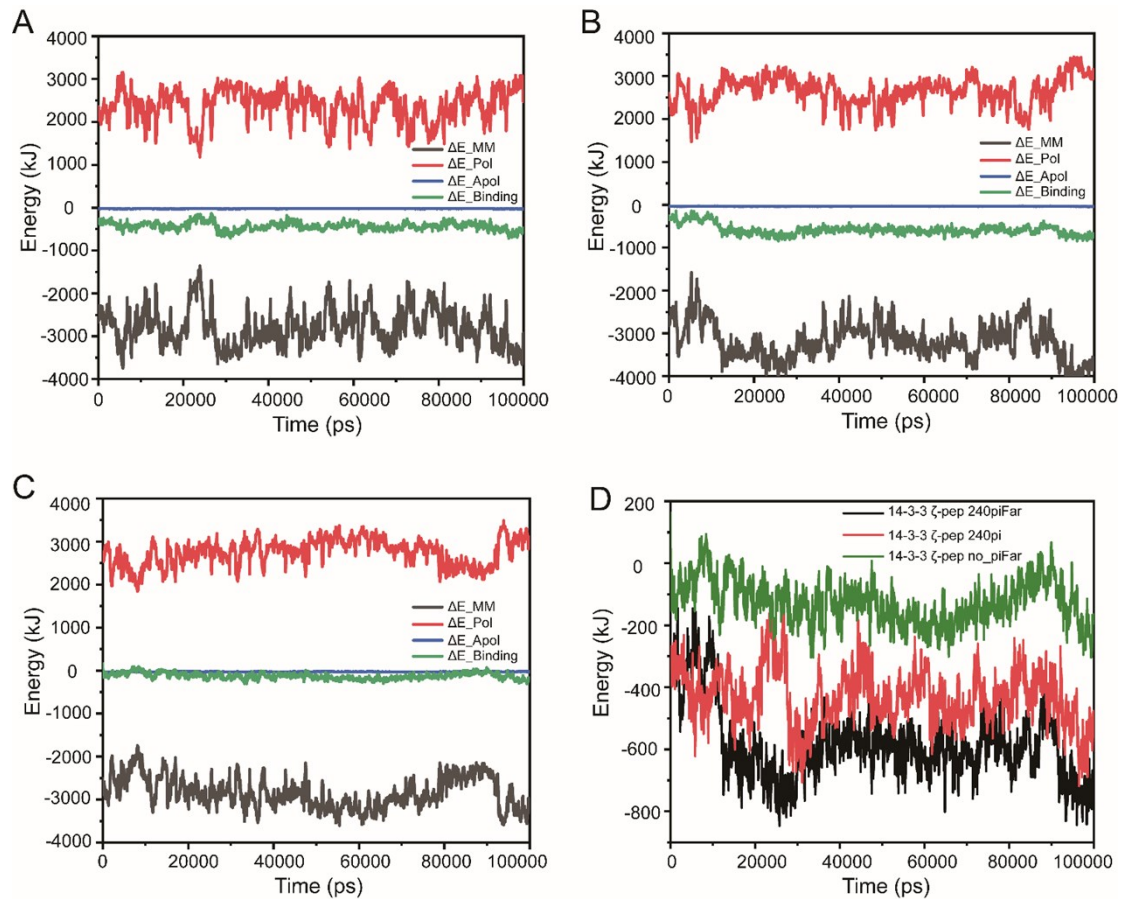 A
4000
3000
2000
1000
0
-1000
-2000
-3000
-4000
Energy (kJ)
ΔE_MM
ΔE_Pol
ΔE_Apol
ΔE_Binding
0 20000 40000 60000 80000 100000
Time (ps)
B
4000
3000
2000
1000
0
-1000
-2000
-3000
-4000
Energy (kJ)
ΔE_MM
ΔE_Pol
ΔE_Apol
ΔE_Binding
0 20000 40000 60000 80000 100000
Time (ps)
C
4000
3000
2000
1000
0
-1000
-2000
-3000
-4000
Energy (kJ)
ΔE_MM
ΔE_Pol
ΔE_Apol
ΔE_Binding
0 20000 40000 60000 80000 100000
Time (ps)
D
200
0
-200
-400
-600
-800
Energy (kJ)
14-3-3 ζ-pep 240piFar
14-3-3 ζ-pep 240pi
14-3-3 ζ-pep no_piFar
0 20000 40000 60000 80000 100000
Time (ps)